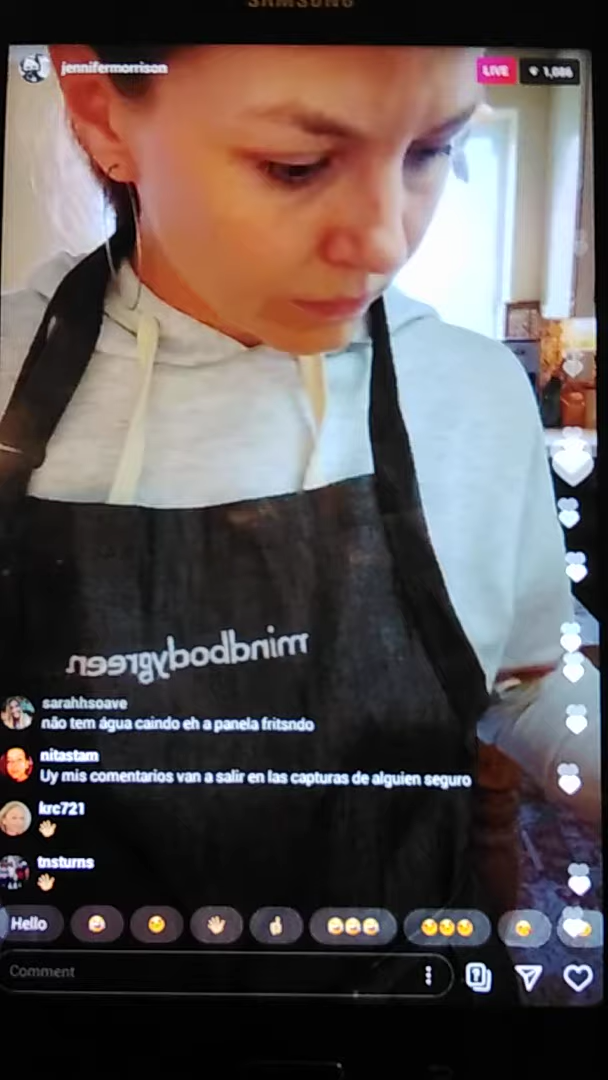 SAMSUNG
jennifermorrison
LIVE 1,086
mindbodygreen
sarahhsoave
não tem água caindo eh a panela fritsndo
nitastam
Uy mis comentarios van a salir en las capturas de alguien seguro
krc721
👋
tnsturns
👋
Hello
Comment